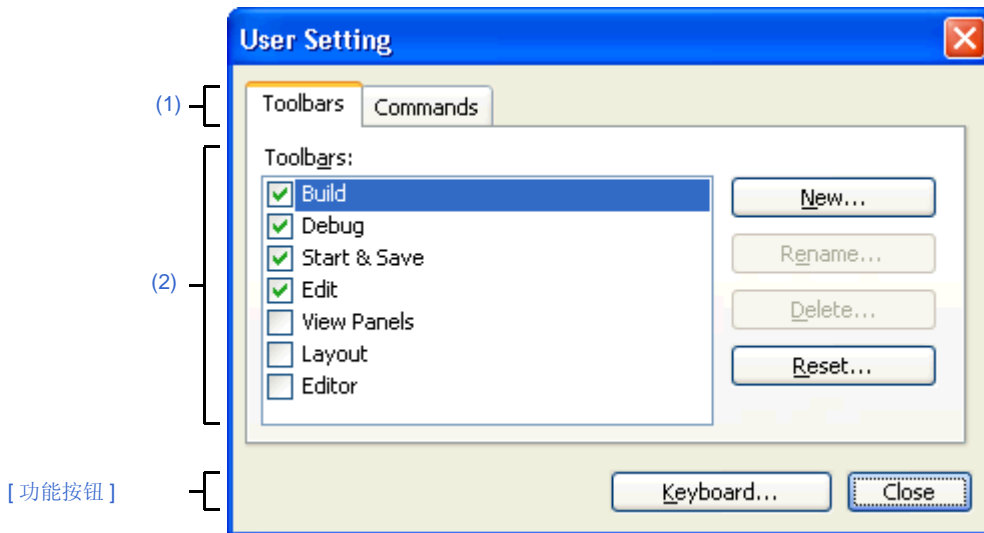 User Setting
(1)
Toolbars
Commands
Toolbars:
Build
New...
Debug
Start & Save
Rename...
(2)
Edit
View Panels
Delete...
Layout
Reset...
Editor
[ 功能按钮 ]
Keyboard...
Close